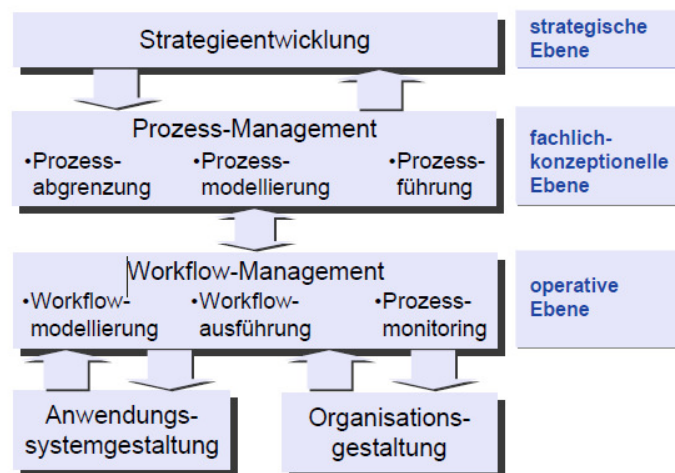 Strategieentwicklung
strategische
Ebene
Prozess-Management
•Prozess-
abgrenzung
•Prozess-
modellierung
•Prozess-
führung
fachlich-
konzeptionelle
Ebene
Workflow-Management
•Workflow-
modellierung
•Workflow-
ausführung
•Prozess-
monitoring
operative
Ebene
Anwendungs-
systemgestaltung
Organisations-
gestaltung